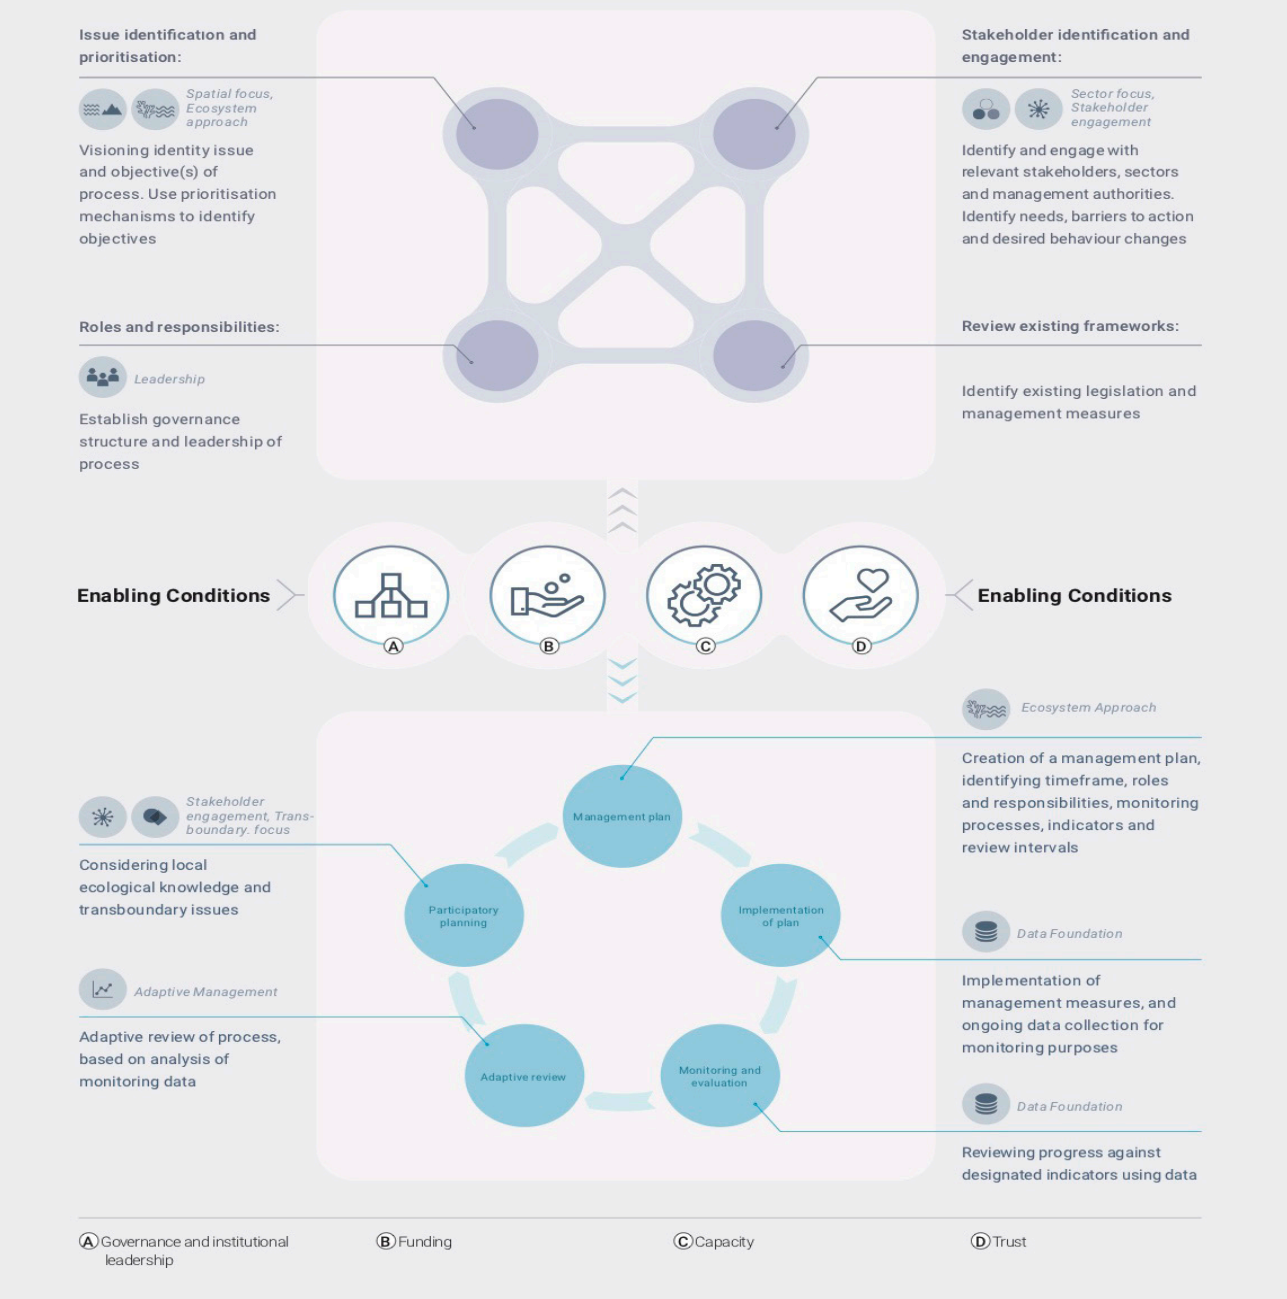 Issue identification and
prioritisation:
Spatial focus,
Ecosystem
approach
Visioning identity issue
and objective(s) of
process. Use prioritisation
mechanisms to identify
objectives
Stakeholder identification and
engagement:
Sector focus,
Stakeholder
engagement
Identify and engage with
relevant stakeholders, sectors
and management authorities.
Identify needs, barriers to action
and desired behaviour changes
Roles and responsibilities:
Leadership
Establish governance
structure and leadership of
process
Review existing frameworks:
Identify existing legislation and
management measures
Enabling Conditions
A
B
C
D
Enabling Conditions
Ecosystem Approach
Creation of a management plan,
identifying timeframe, roles
and responsibilities, monitoring
processes, indicators and
review intervals
Stakeholder
engagement, Trans-
boundary. focus
Considering local
ecological knowledge and
transboundary issues
Management plan
Participatory
planning
Implementation
of plan
Data Foundation
Implementation of
management measures, and
ongoing data collection for
monitoring purposes
Adaptive Management
Adaptive review of process,
based on analysis of
monitoring data
Adaptive review
Monitoring and
evaluation
Data Foundation
Reviewing progress against
designated indicators using data
A Governance and institutional
leadership
B Funding
C Capacity
D Trust